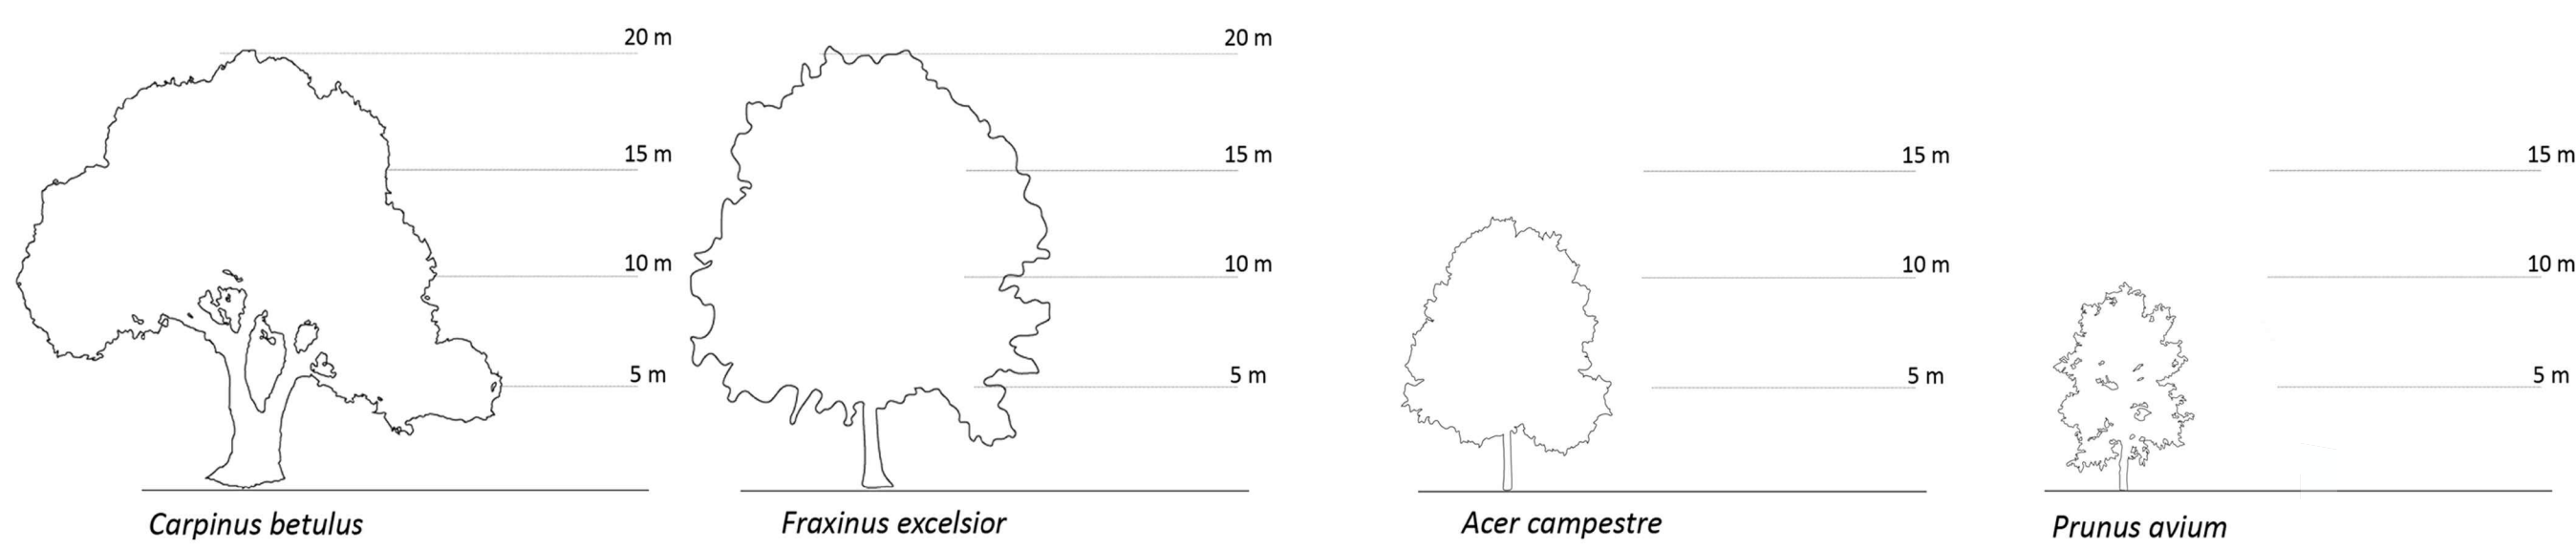 20 m
15 m
10 m
5 m
Carpinus betulus
20 m
15 m
10 m
5 m
Fraxinus excelsior
15 m
10 m
5 m
Acer campestre
15 m
10 m
5 m
Prunus avium